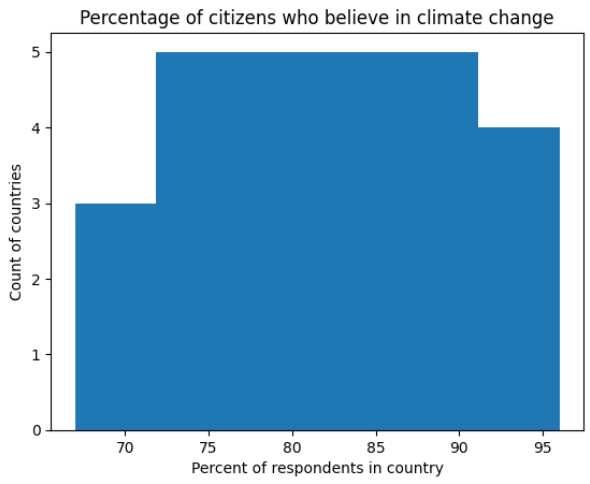 Percentage of citizens who believe in climate change
Count of countries
5
4
3
2
1
0
70 75 80 85 90 95
Percent of respondents in country